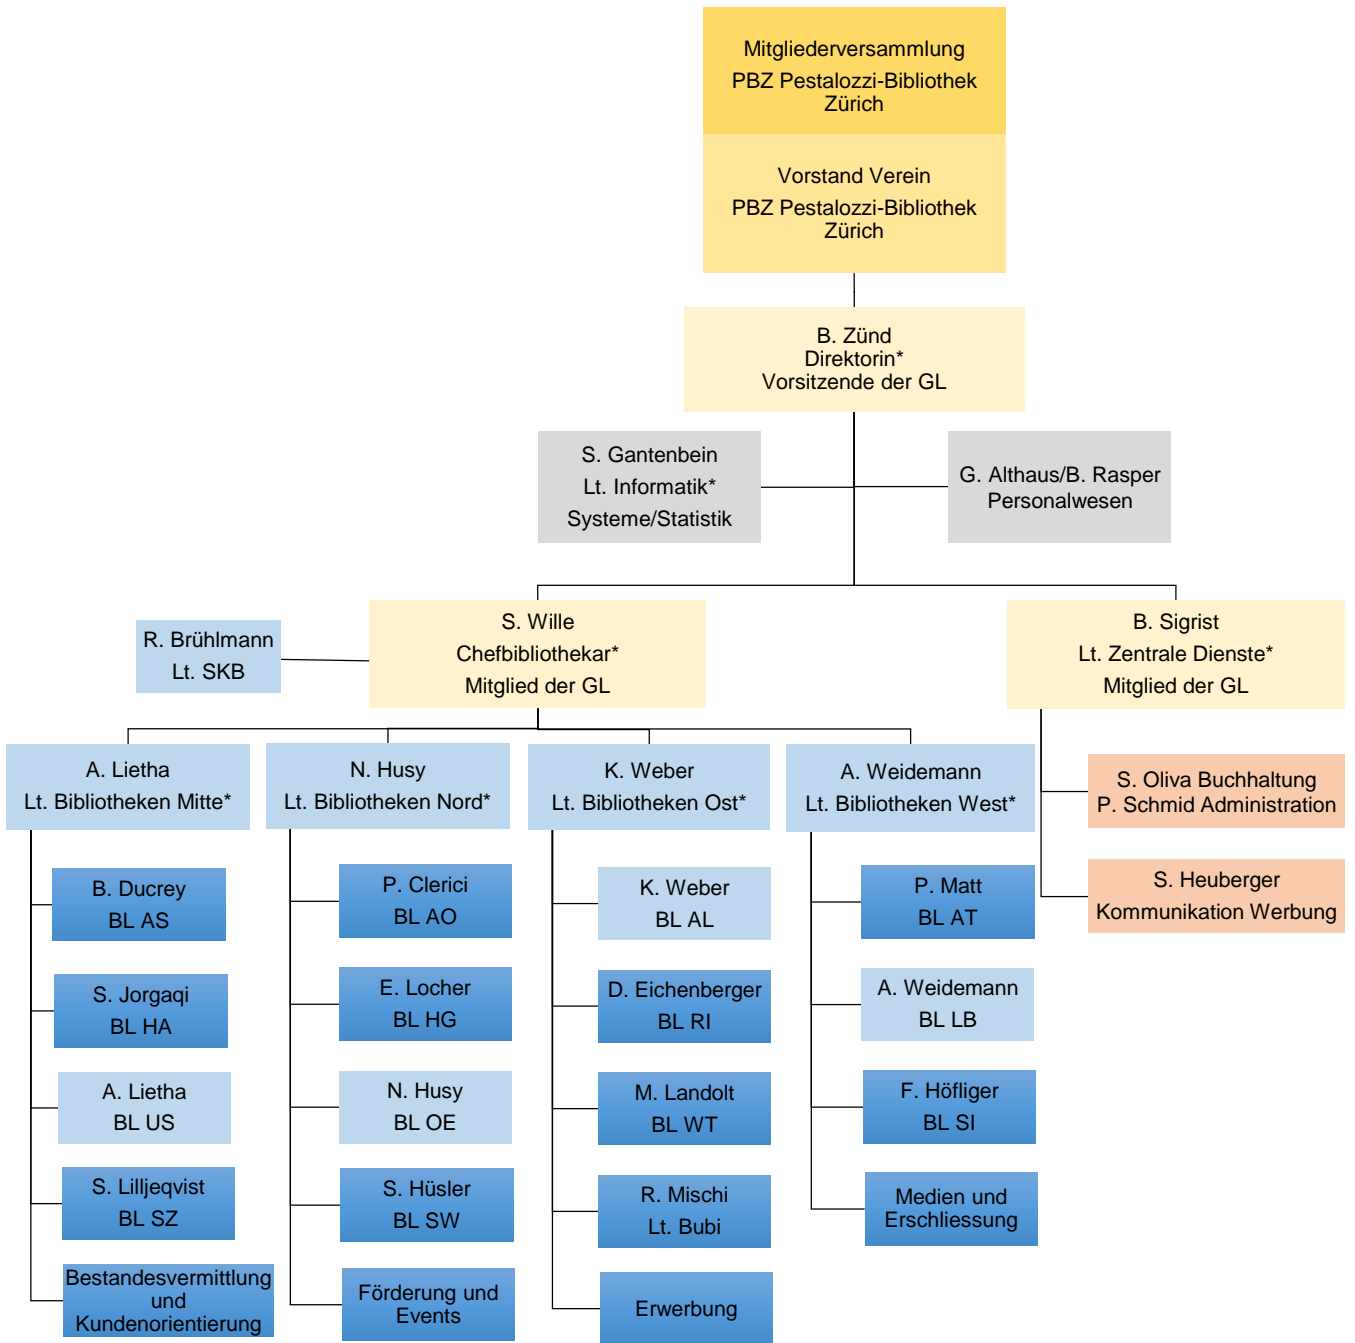 Mitgliederversammlung
PBZ Pestalozzi-Bibliothek
Zürich
Vorstand Verein
PBZ Pestalozzi-Bibliothek
Zürich
B. Zünd
Direktorin*
Vorsitzende der GL
S. Gantenbein
Lt. Informatik*
Systeme/Statistik
G. Althaus/B. Rasper
Personalwesen
R. Brühlmann
Lt. SKB
S. Wille
Chefbibliothekar*
Mitglied der GL
B. Sigrist
Lt. Zentrale Dienste*
Mitglied der GL
A. Lietha
Lt. Bibliotheken Mitte*
N. Husy
Lt. Bibliotheken Nord*
K. Weber
Lt. Bibliotheken Ost*
A. Weidemann
Lt. Bibliotheken West*
S. Oliva Buchhaltung
P. Schmid Administration
S. Heuberger
Kommunikation Werbung
B. Ducrey
BL AS
S. Jorgaqi
BL HA
A. Lietha
BL US
S. Lilljeqvist
BL SZ
Bestandesvermittlung
und
Kundenorientierung
P. Clerici
BL AO
E. Locher
BL HG
N. Husy
BL OE
S. Hüsler
BL SW
Förderung und
Events
K. Weber
BL AL
D. Eichenberger
BL RI
M. Landolt
BL WT
R. Mischi
Lt. Bubi
Erwerbung
P. Matt
BL AT
A. Weidemann
BL LB
F. Höfliger
BL SI
Medien und
Erschliessung